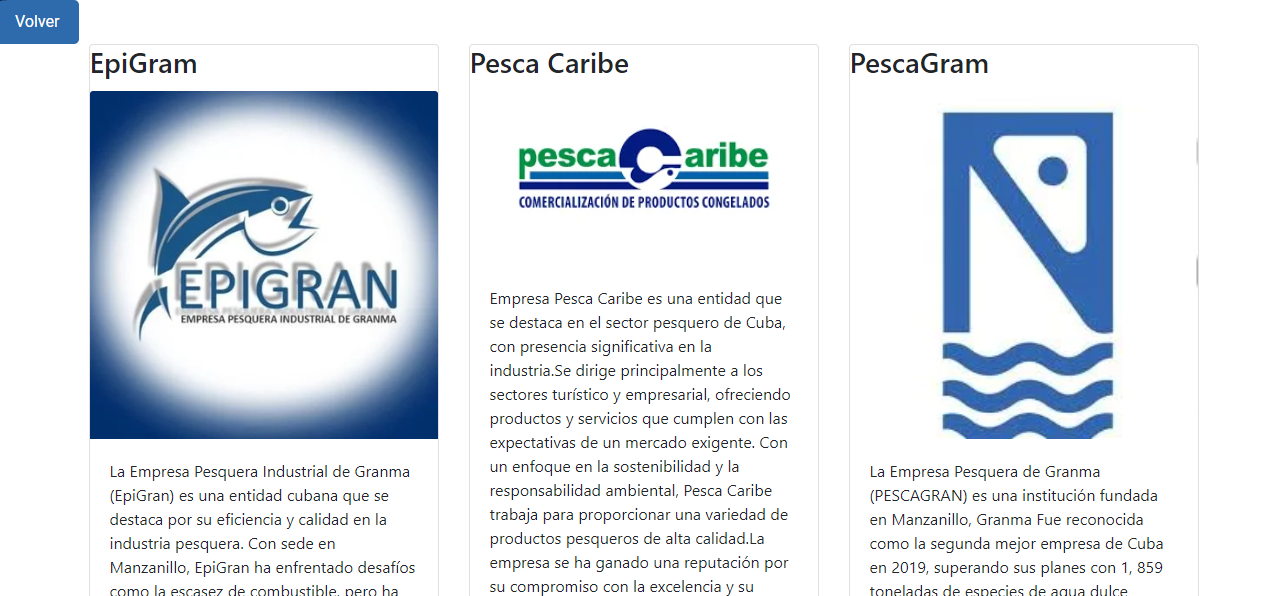 Volver
EpiGram
EPIGRAN
EMPRESA PESQUERA INDUSTRIAL DE GRANMA
La Empresa Pesquera Industrial de Granma
(EpiGran) es una entidad cubana que se
destaca por su eficiencia y calidad en la
industria pesquera. Con sede en
Manzanillo, EpiGran ha enfrentado desafíos
como la escasez de combustible, pero ha
Pesca Caribe
pesca Caribe
COMERCIALIZACIÓN DE PRODUCTOS CONGELADOS
Empresa Pesca Caribe es una entidad que
se destaca en el sector pesquero de Cuba,
con presencia significativa en la
industria.Se dirige principalmente a los
sectores turístico y empresarial, ofreciendo
productos y servicios que cumplen con las
expectativas de un mercado exigente. Con
un enfoque en la sostenibilidad y la
responsabilidad ambiental, Pesca Caribe
trabaja para proporcionar una variedad de
productos pesqueros de alta calidad.La
empresa se ha ganado una reputación por
su compromiso con la excelencia y su
PescaGram
La Empresa Pesquera de Granma
(PESCAGRAN) es una institución fundada
en Manzanillo, Granma Fue reconocida
como la segunda mejor empresa de Cuba
en 2019, superando sus planes con 1, 859
toneladas de especies de agua dulce